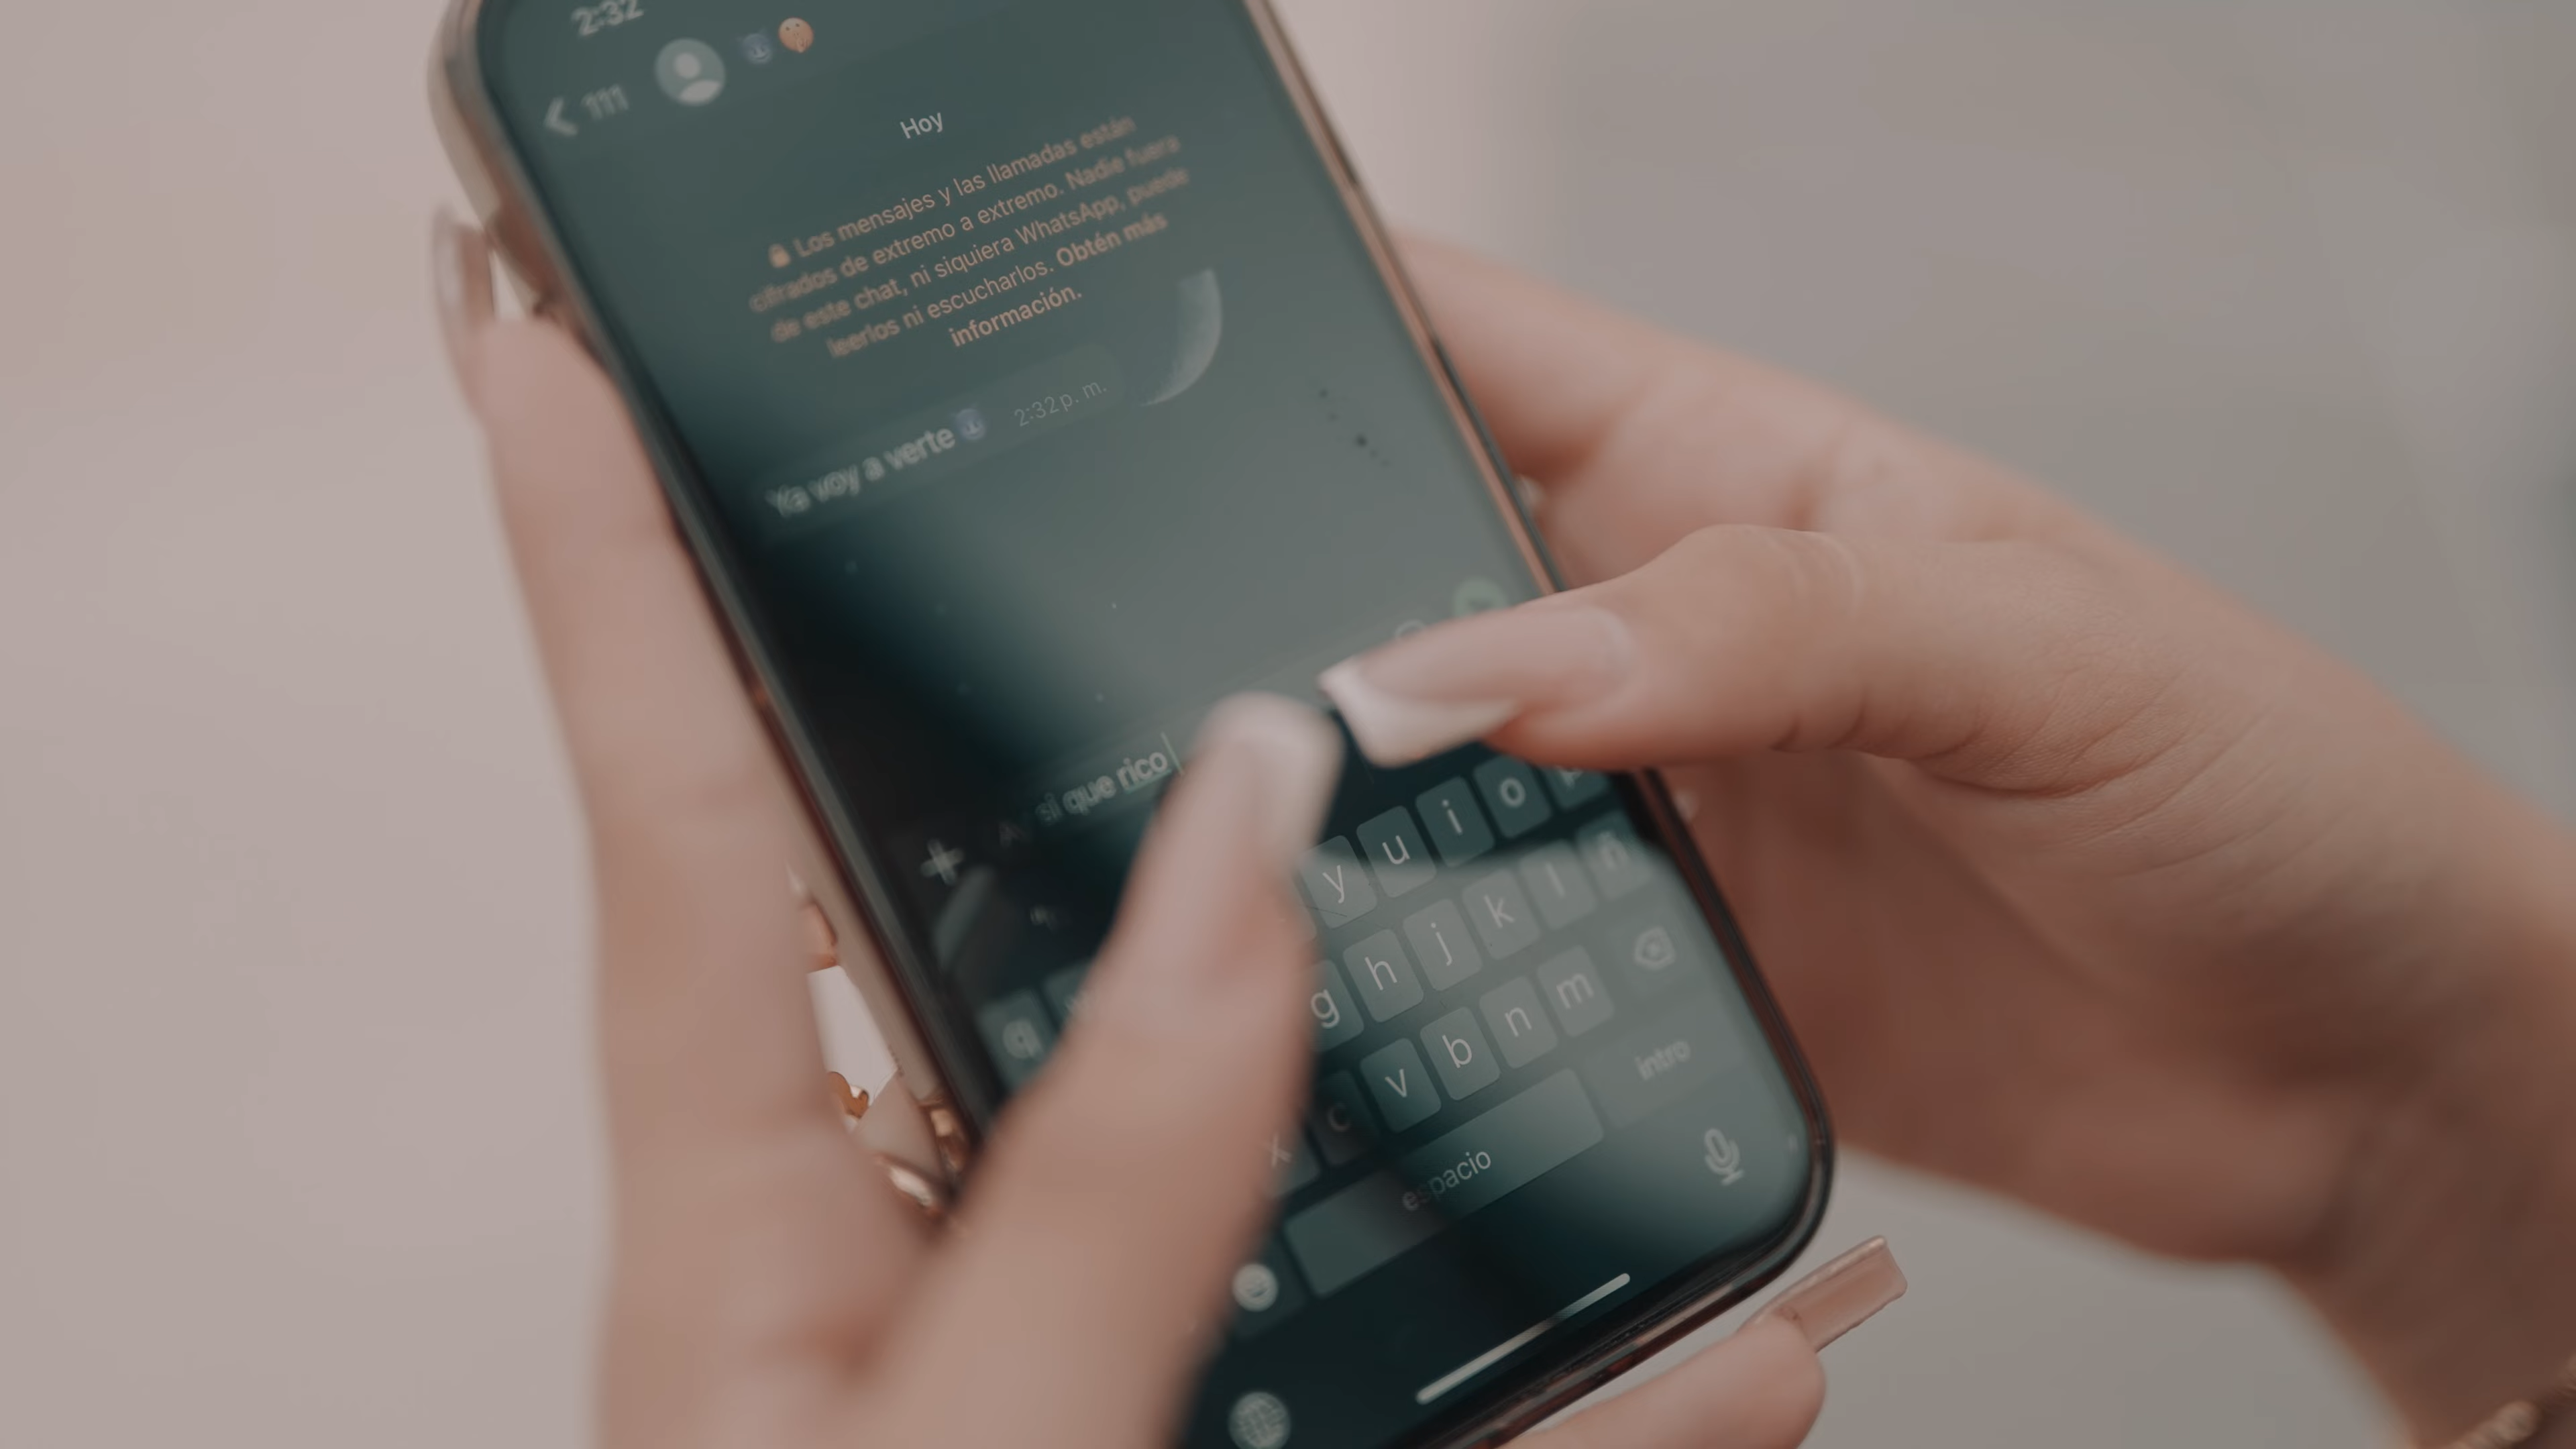 2:32
111
Hoy
Los mensajes y las llamadas están
cifrados de extremo a extremo. Nadie fuera
de este chat, ni siquiera WhatsApp, puede
leerlos ni escucharlos. Obtén más
información.
Ya voy a verte 2:32 p. m.
sí que rico
y u i o p
g h j k l ñ
x c v b n m
q
espacio intro